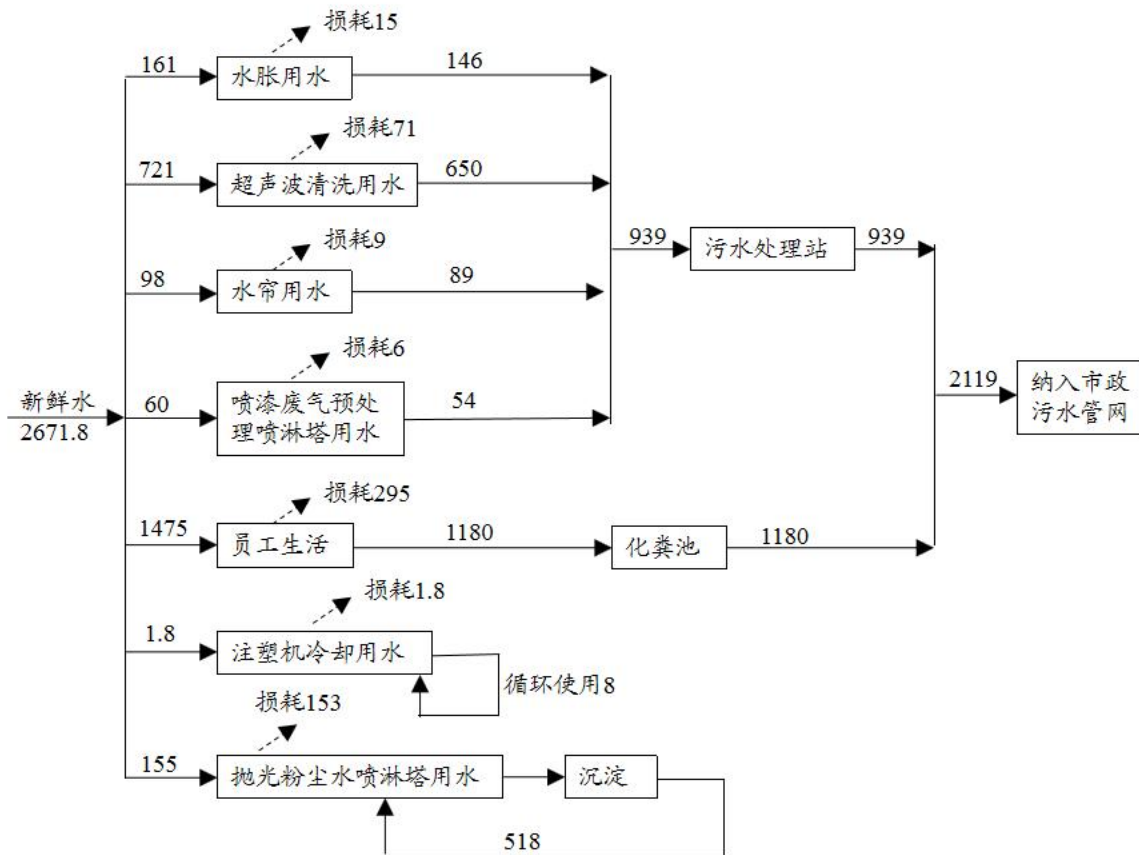 损耗15
161
水胀用水
146
损耗71
721
超声波清洗用水
650
939
污水处理站
939
损耗9
98
水帘用水
89
损耗6
新鲜水
2671.8
60
喷漆废气预处
理喷淋塔用水
54
2119
纳入市政
污水管网
损耗295
1475
员工生活
1180
化粪池
1180
损耗1.8
1.8
注塑机冷却用水
循环使用8
损耗153
155
抛光粉尘水喷淋塔用水
沉淀
518